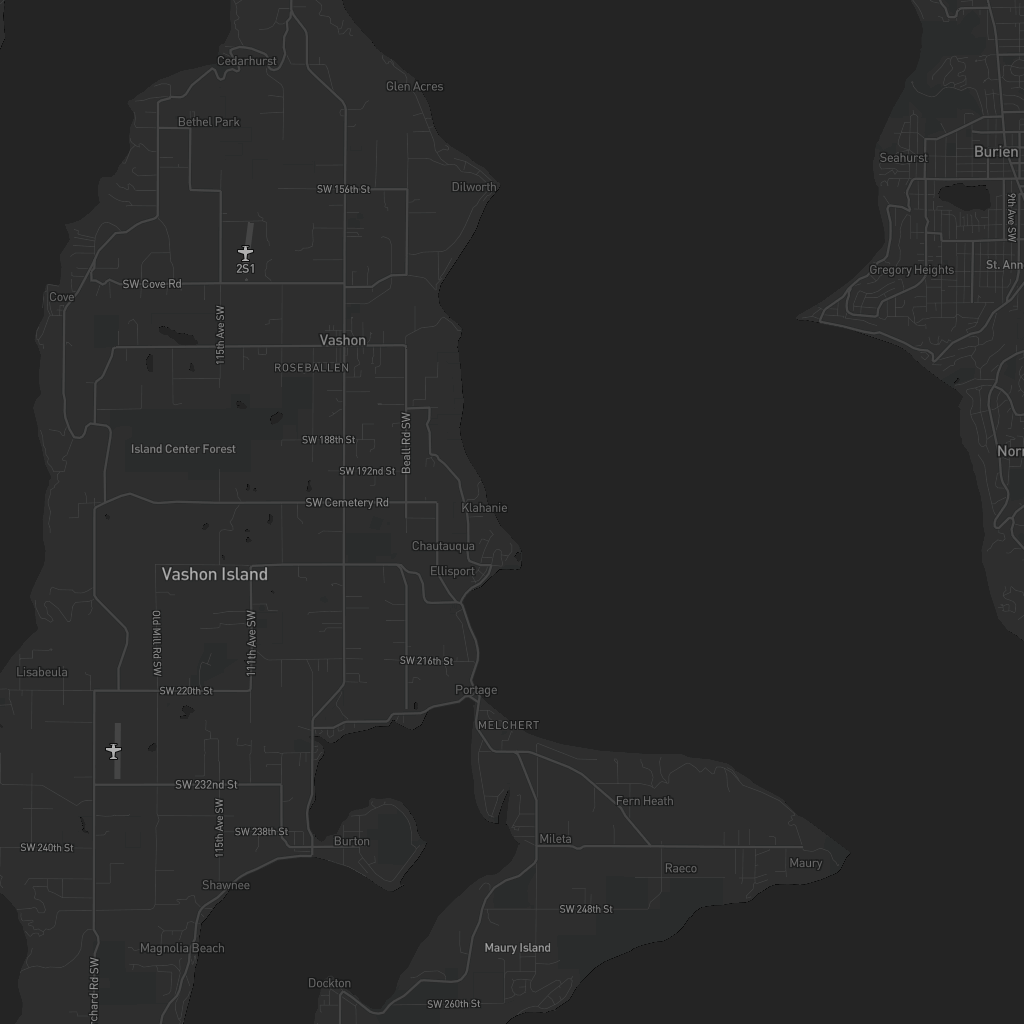 Cedarhurst
Glen Acres
Bethel Park
Burien
Seahurst
SW 156th St
Dilworth
9th Ave SW
2S1
St. Ann
Gregory Heights
SW Cove Rd
Cove
115th Ave SW
Vashon
ROSEBALLEN
SW 188th St
Beall Rd SW
Island Center Forest
Norr
SW 192nd St
SW Cemetery Rd
Klahanie
Chautauqua
Ellisport
Vashon Island
Old Mill Rd SW
111th Ave SW
SW 216th St
Lisabeula
SW 220th St
Portage
MELCHERT
SW 232nd St
Fern Heath
115th Ave SW
SW 238th St
Burton
Mileta
SW 240th St
Maury
Raeco
Shawnee
SW 248th St
Magnolia Beach
Maury Island
Dockton
chard Rd SW
SW 260th St